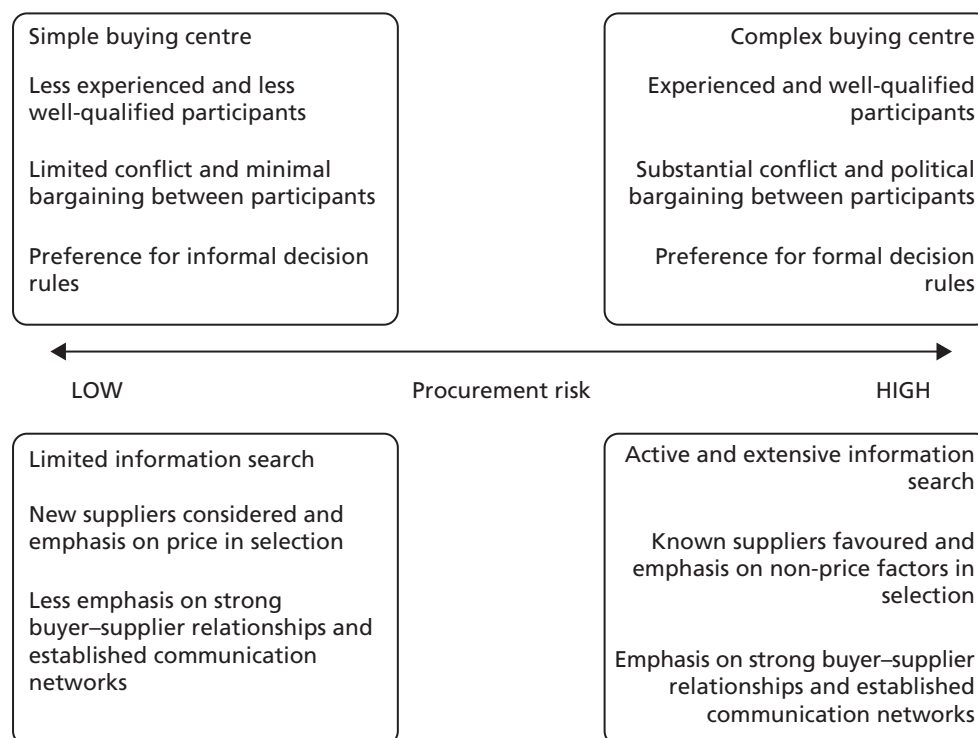 Simple buying centre
Less experienced and less
well-qualified participants
Limited conflict and minimal
bargaining between participants
Preference for informal decision
rules
Complex buying centre
Experienced and well-qualified
participants
Substantial conflict and political
bargaining between participants
Preference for formal decision
rules
LOW
Procurement risk
HIGH
Limited information search
New suppliers considered and
emphasis on price in selection
Less emphasis on strong
buyer–supplier relationships and
established communication
networks
Active and extensive information
search
Known suppliers favoured and
emphasis on non-price factors in
selection
Emphasis on strong buyer–supplier
relationships and established
communication networks